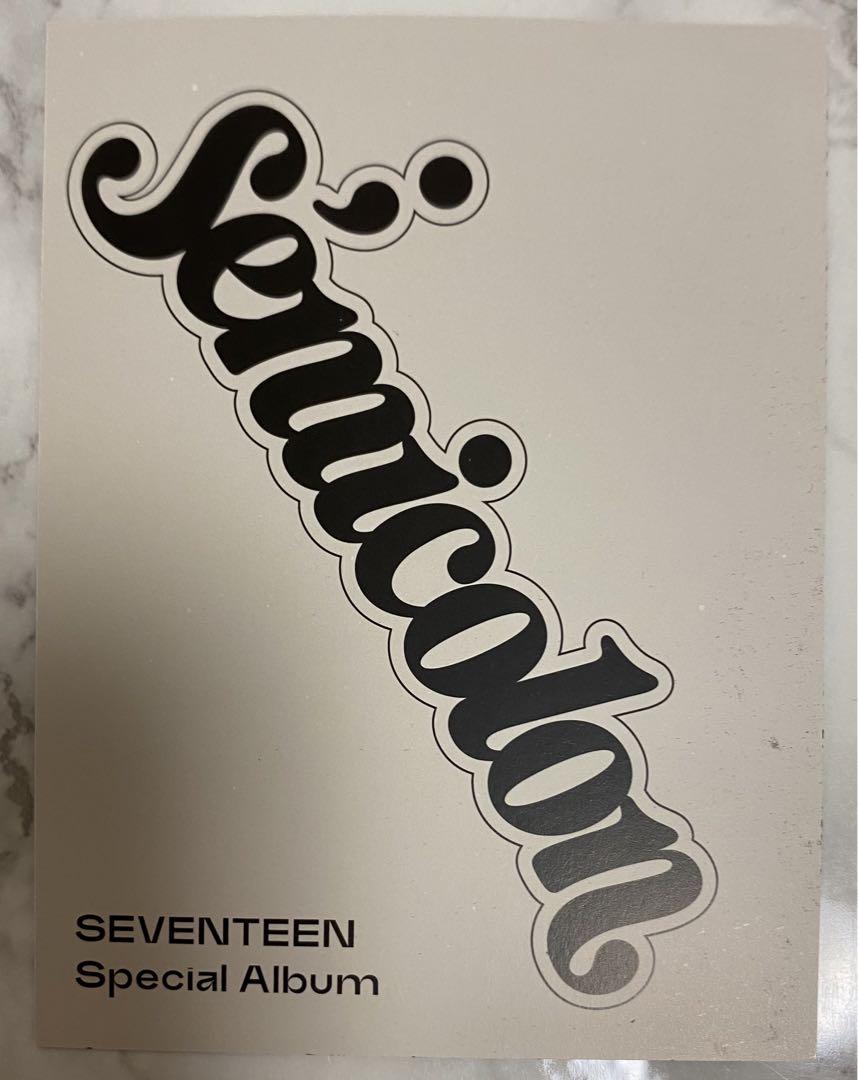 ; Semicolon
SEVENTEEN
Special Album